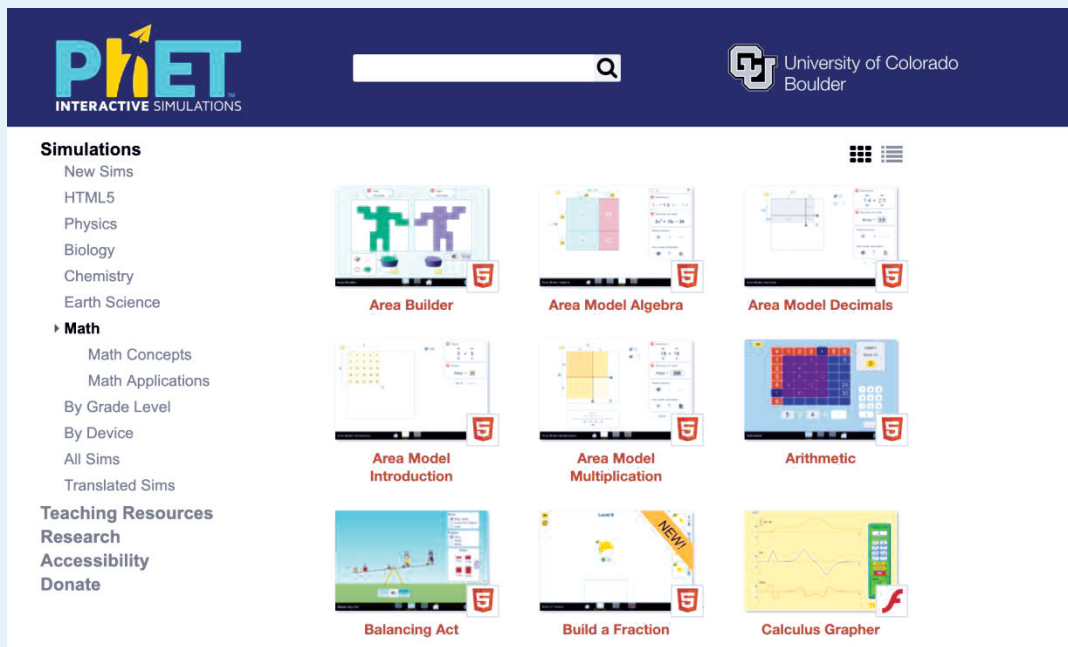 PhET
INTERACTIVE SIMULATIONS
CU
University of Colorado
Boulder
Simulations
New Sims
HTML5
Physics
Biology
Chemistry
Earth Science
Math
Math Concepts
Math Applications
By Grade Level
By Device
All Sims
Translated Sims
Teaching Resources
Research
Accessibility
Donate
Area Builder
Area Model Algebra
Area Model Decimals
Area Model
Introduction
Area Model
Multiplication
Arithmetic
Level 5
NEW!
Balancing Act
Build a Fraction
Calculus Grapher